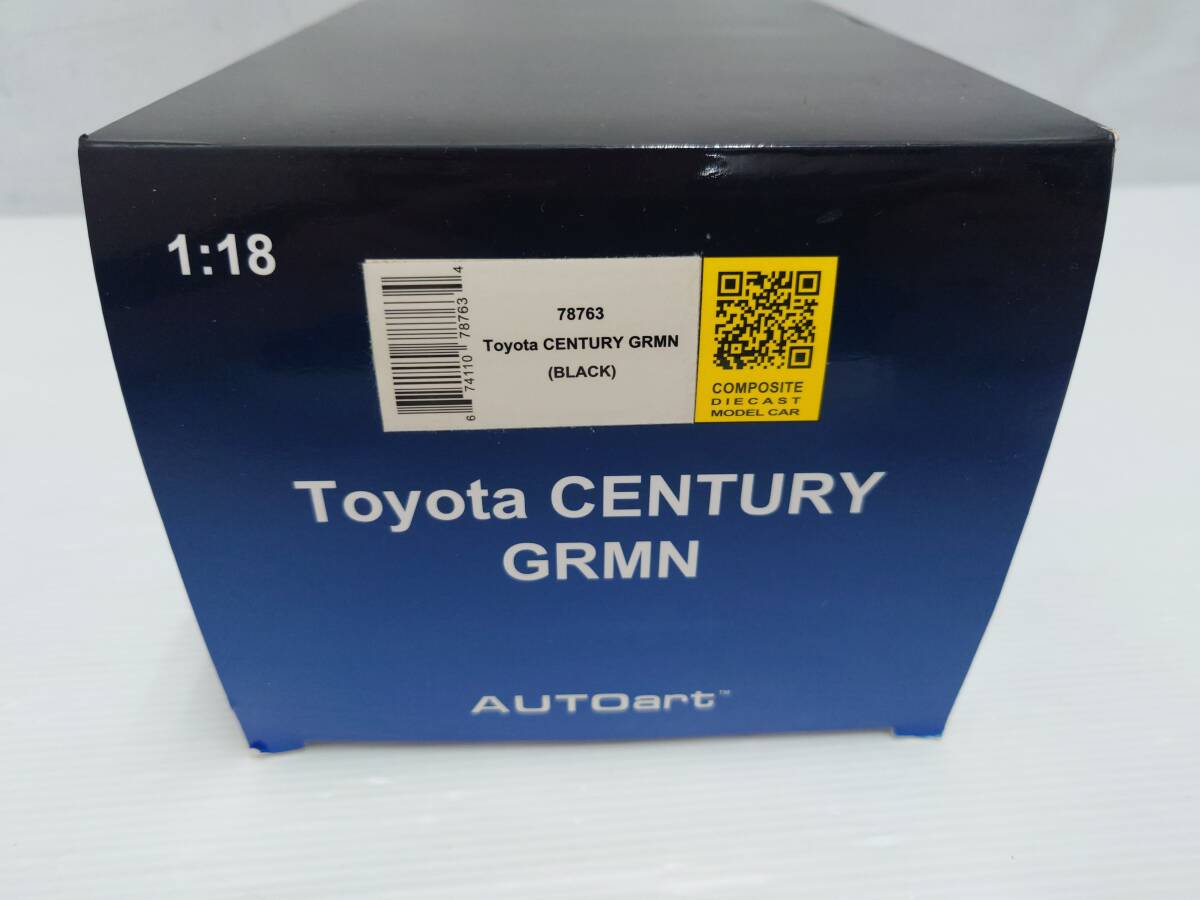 1:18
6 74110 78763 4
78763
Toyota CENTURY GRMN
(BLACK)
COMPOSITE
DIECAST
MODEL CAR
Toyota CENTURY
GRMN
AUTOart™